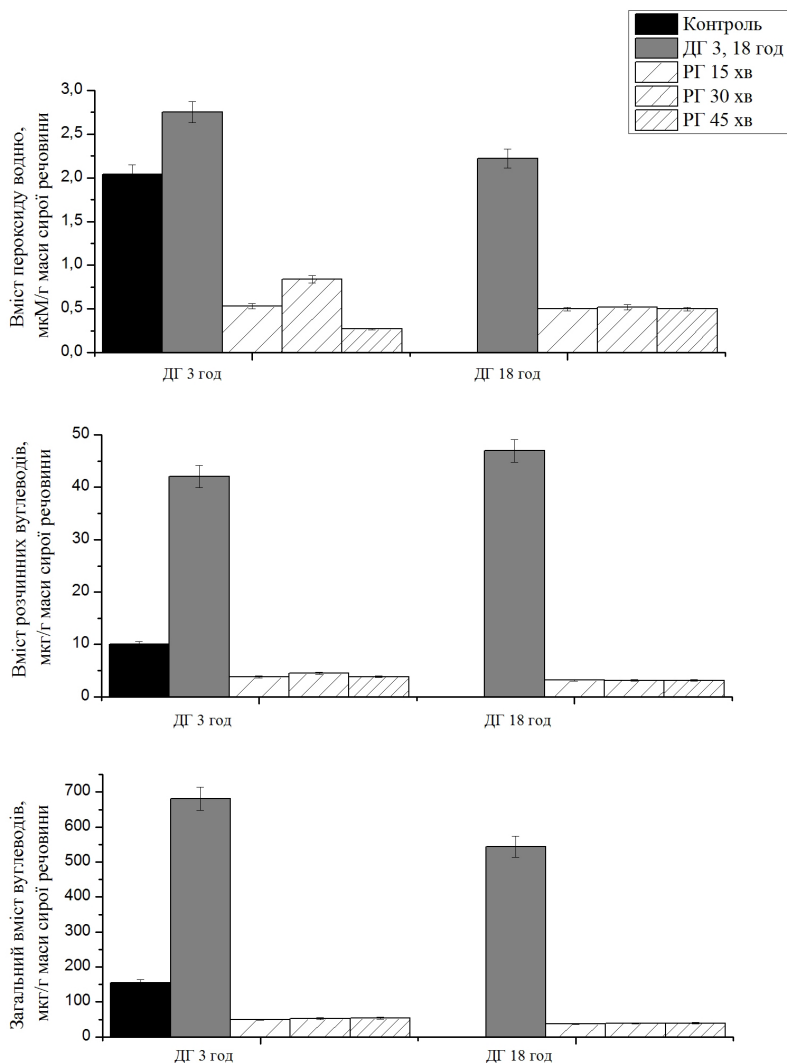 Контроль
ДГ 3, 18 год
РГ 15 хв
РГ 30 хв
РГ 45 хв
Вміст пероксиду водню,
мкМ/г маси сирої речовини
3,0
2,5
2,0
1,5
1,0
0,5
0,0
ДГ 3 год
ДГ 18 год
Вміст розчинних вуглеводів,
мкг/г маси сирої речовини
50
40
30
20
10
0
ДГ 3 год
ДГ 18 год
Загальний вміст вуглеводів,
мкг/г маси сирої речовини
700
600
500
400
300
200
100
0
ДГ 3 год
ДГ 18 год